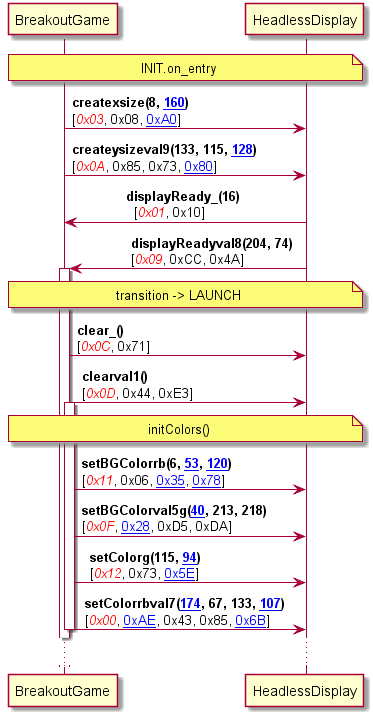 BreakoutGame HeadlessDisplay
INIT.on_entry
createxsize(8, 160)
[0x03, 0x08, 0xA0]
createysizeval9(133, 115, 128)
[0x0A, 0x85, 0x73, 0x80]
displayReady_(16)
[0x01, 0x10]
displayReadyval8(204, 74)
[0x09, 0xCC, 0x4A]
transition -> LAUNCH
clear_()
[0x0C, 0x71]
clearval1()
[0x0D, 0x44, 0xE3]
initColors()
setBGColorrb(6, 53, 120)
[0x11, 0x06, 0x35, 0x78]
setBGColorval5g(40, 213, 218)
[0x0F, 0x28, 0xD5, 0xDA]
setColorg(115, 94)
[0x12, 0x73, 0x5E]
setColorrbval7(174, 67, 133, 107)
[0x00, 0xAE, 0x43, 0x85, 0x6B]
BreakoutGame HeadlessDisplay